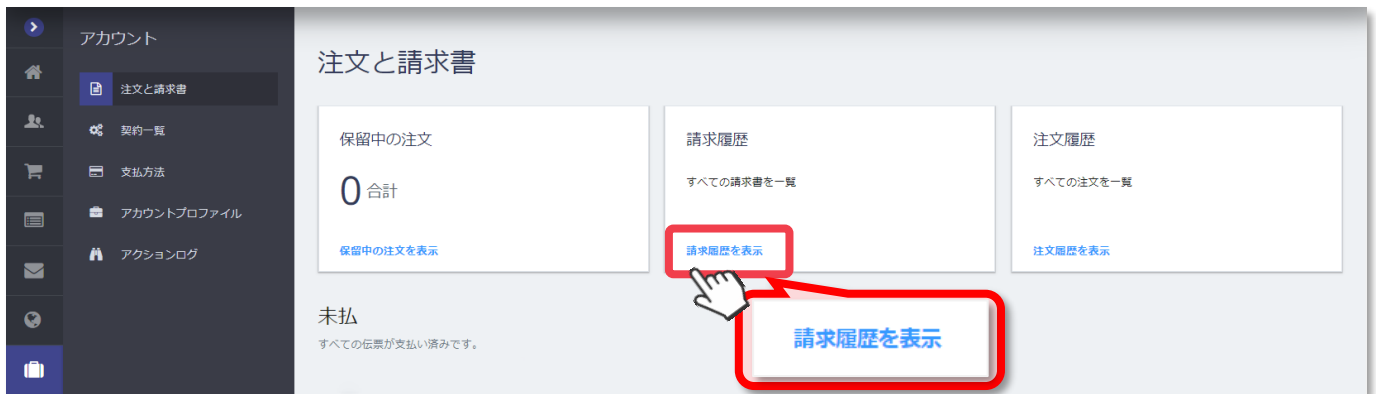 アカウント
注文と請求書
契約一覧
支払方法
アカウントプロファイル
アクションログ
注文と請求書
保留中の注文
0 合計
保留中の注文を表示
請求履歴
すべての請求書を一覧
請求履歴を表示
注文履歴
すべての注文を一覧
注文履歴を表示
請求履歴を表示
未払
すべての伝票が支払い済みです。